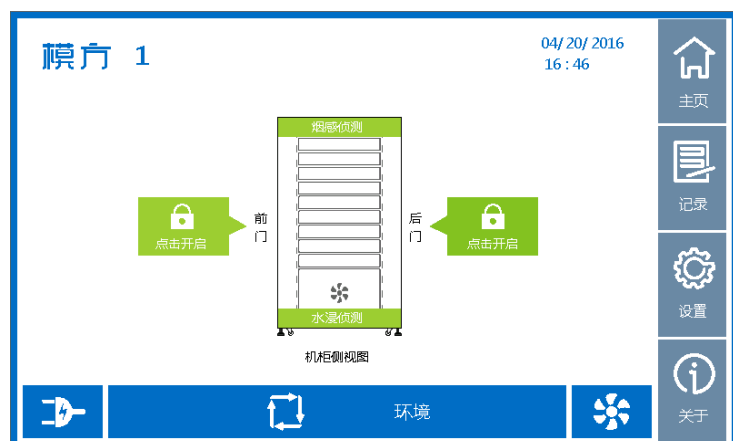 模方 1
04/20/2016
16:46
主页
烟感侦测
记录
点击开启
前门
后门
点击开启
设置
水浸侦测
机柜侧视图
环境
关于